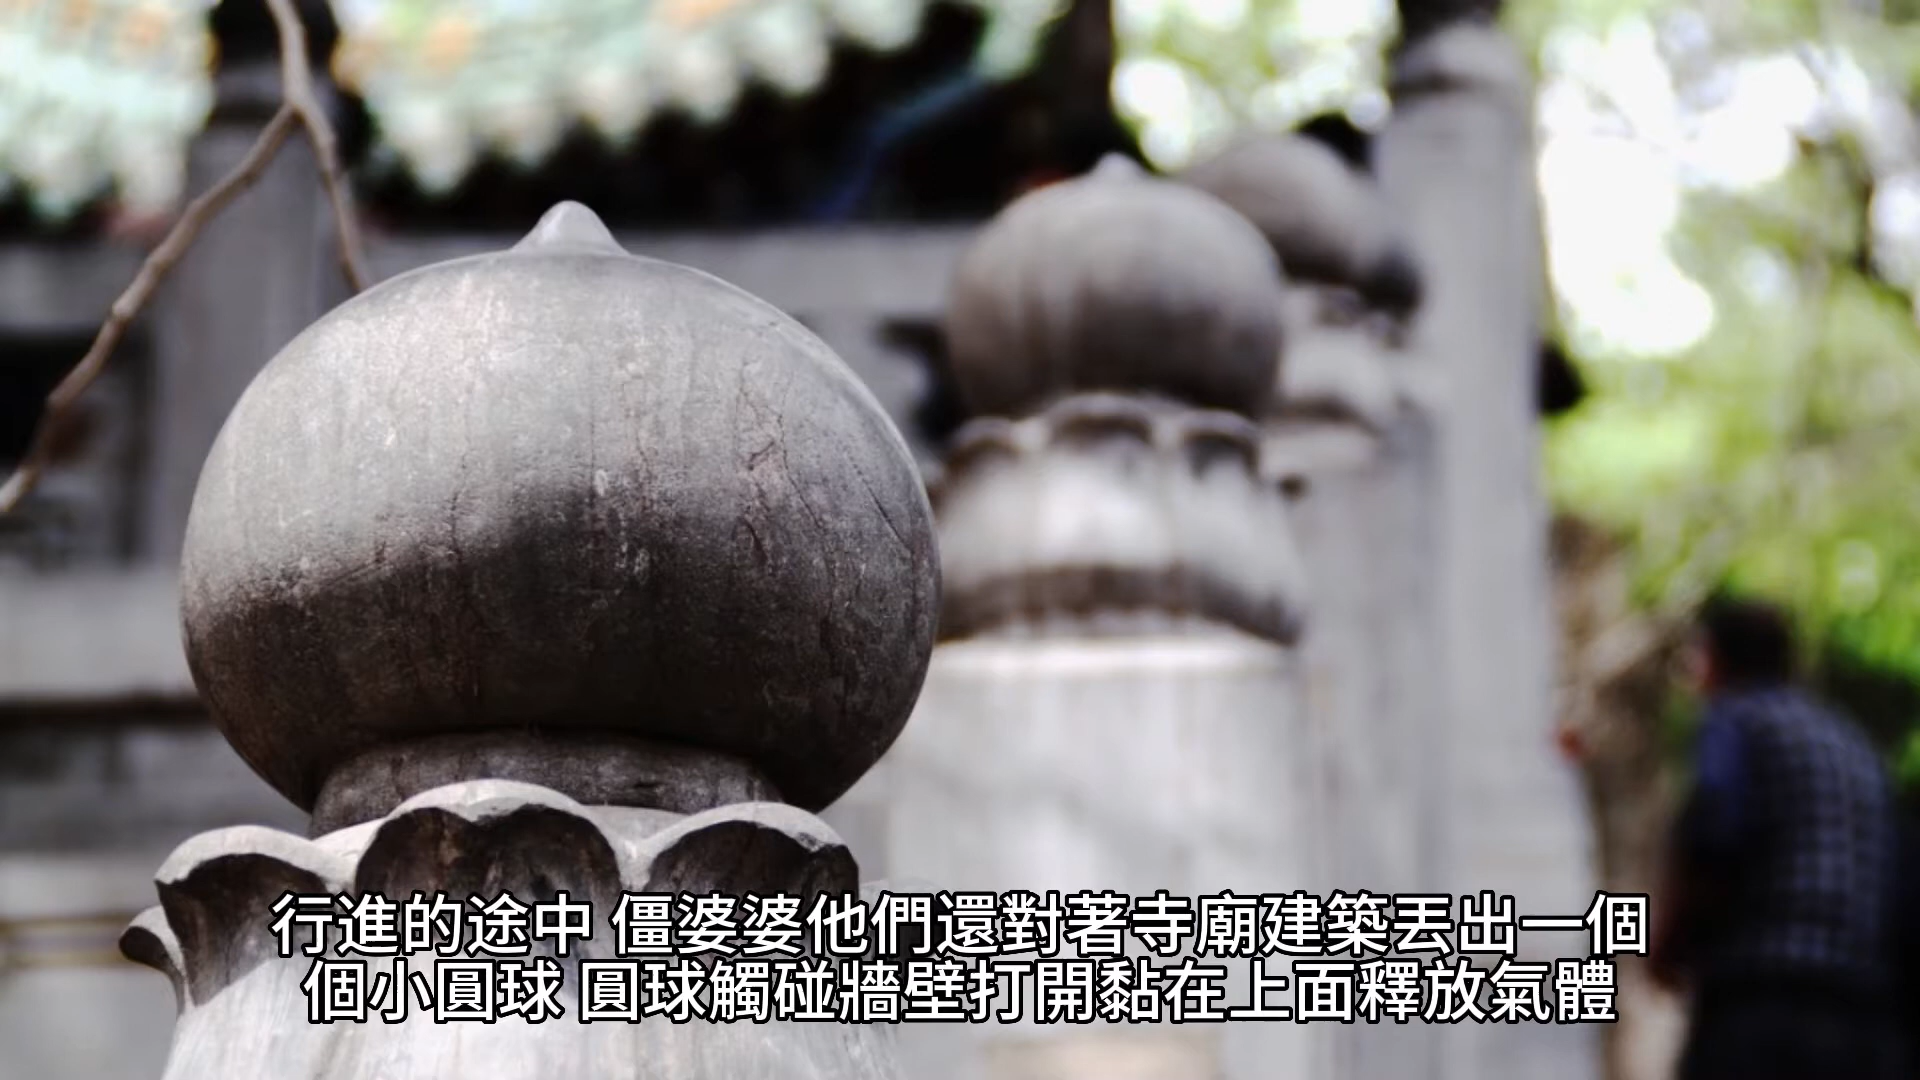 行進的途中 僵婆婆他們還對著寺廟建築丟出一個
個小圓球 圓球觸碰牆壁打開黏在上面釋放氣體